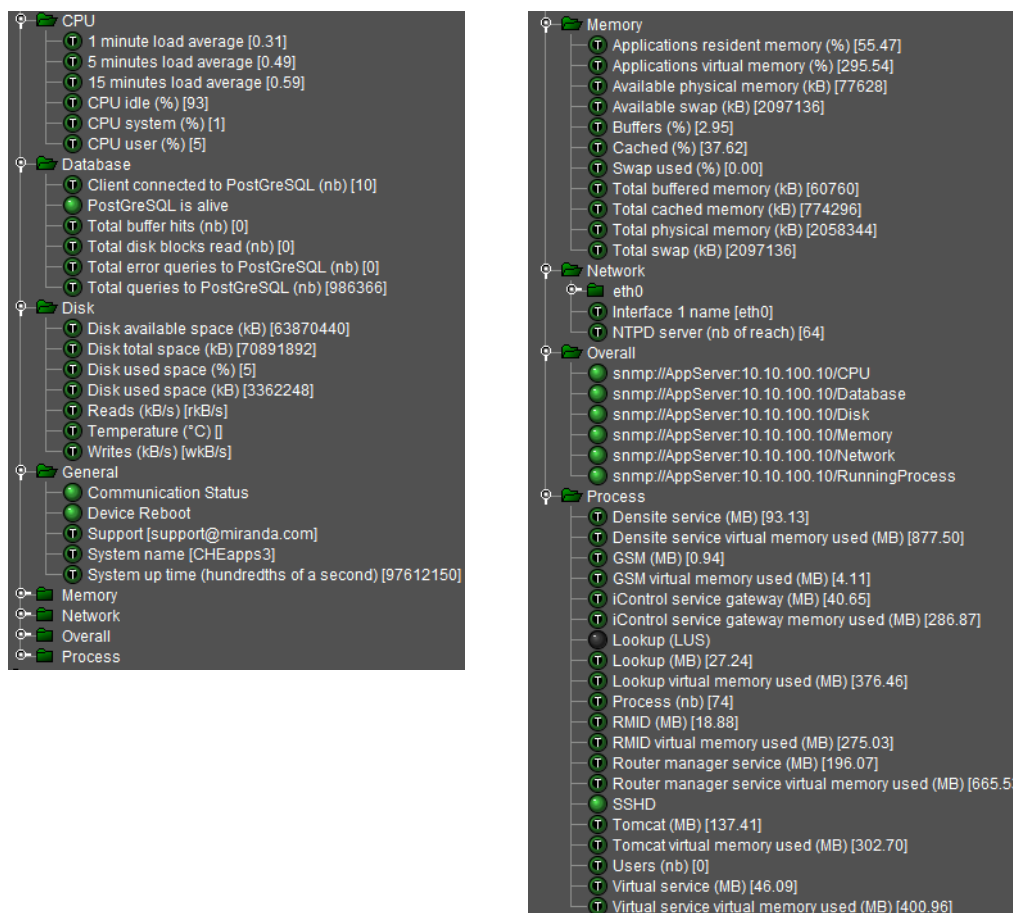 CPU
1 minute load average [0.31]
5 minutes load average [0.49]
15 minutes load average [0.59]
CPU idle (%) [93]
CPU system (%) [1]
CPU user (%) [5]
Database
Client connected to PostGreSQL (nb) [10]
PostGreSQL is alive
Total buffer hits (nb) [0]
Total disk blocks read (nb) [0]
Total error queries to PostGreSQL (nb) [0]
Total queries to PostGreSQL (nb) [986366]
Disk
Disk available space (kB) [63870440]
Disk total space (kB) [70891892]
Disk used space (%) [5]
Disk used space (kB) [3362248]
Reads (kB/s) [rkB/s]
Temperature (°C) []
Writes (kB/s) [wkB/s]
General
Communication Status
Device Reboot
Support [support@miranda.com]
System name [CHEapps3]
System up time (hundredths of a second) [97612150]
Memory
Network
Overall
Process
Memory
Applications resident memory (%) [55.47]
Applications virtual memory (%) [295.54]
Available physical memory (kB) [77628]
Available swap (kB) [2097136]
Buffers (%) [2.95]
Cached (%) [37.62]
Swap used (%) [0.00]
Total buffered memory (kB) [60760]
Total cached memory (kB) [774296]
Total physical memory (kB) [2058344]
Total swap (kB) [2097136]
Network
eth0
Interface 1 name [eth0]
NTPD server (nb of reach) [64]
Overall
snmp://AppServer:10.10.100.10/CPU
snmp://AppServer:10.10.100.10/Database
snmp://AppServer:10.10.100.10/Disk
snmp://AppServer:10.10.100.10/Memory
snmp://AppServer:10.10.100.10/Network
snmp://AppServer:10.10.100.10/RunningProcess
Process
Densite service (MB) [93.13]
Densite service virtual memory used (MB) [877.50]
GSM (MB) [0.94]
GSM virtual memory used (MB) [4.11]
iControl service gateway (MB) [40.65]
iControl service gateway memory used (MB) [286.87]
Lookup (LUS)
Lookup (MB) [27.24]
Lookup virtual memory used (MB) [376.46]
Process (nb) [74]
RMID (MB) [18.88]
RMID virtual memory used (MB) [275.03]
Router manager service (MB) [196.07]
Router manager service virtual memory used (MB) [665.53
SSHD
Tomcat (MB) [137.41]
Tomcat virtual memory used (MB) [302.70]
Users (nb) [0]
Virtual service (MB) [46.09]
Virtual service virtual memory used (MB) [400.96]